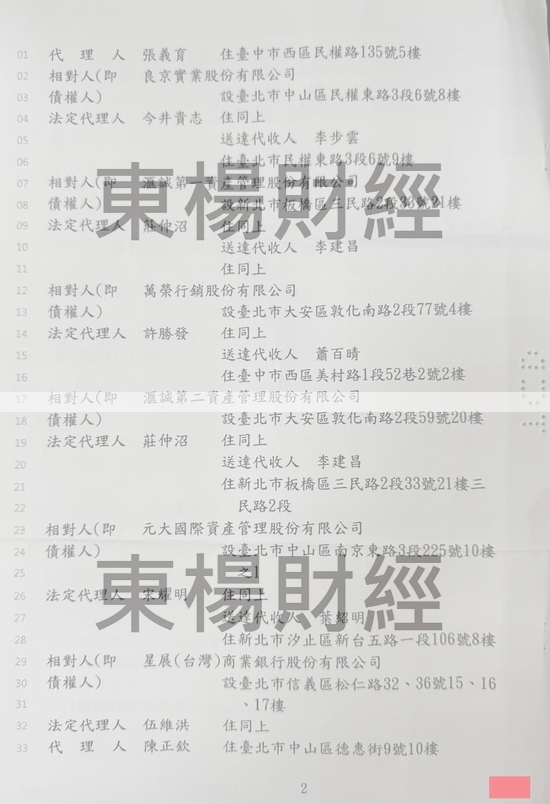 01 代 理 人 張義育 住臺中市西區民權路135號5樓
02 相對人(即 良京實業股份有限公司
03 債權人) 設臺北市中山區民權東路3段6號8樓
04 法定代理人 今井貴志 住同上
05 送達代收人 李步雲
06 住臺北市民權東路3段6號9樓
07 相對人(即 滙誠第一資產管理股份有限公司
08 債權人) 設新北市板橋區三民路2段33號21樓
09 法定代理人 莊仲沼 住同上
10 送達代收人 李建昌
11 住同上
12 相對人(即 萬榮行銷股份有限公司
13 債權人) 設臺北市大安區敦化南路2段77號4樓
14 法定代理人 許勝發 住同上
15 送達代收人 蕭百晴
16 住臺中市西區美村路1段52巷2號2樓
17 相對人(即 滙誠第二資產管理股份有限公司
18 債權人) 設臺北市大安區敦化南路2段59號20樓
19 法定代理人 莊仲沼 住同上
20 送達代收人 李建昌
21 住新北市板橋區三民路2段33號21樓三
22 民路2段
23 相對人(即 元大國際資產管理股份有限公司
24 債權人) 設臺北市中山區南京東路3段225號10樓
25 之1
26 法定代理人 宋耀明 住同上
27 送達代收人 葉紹明
28 住新北市汐止區新台五路一段106號8樓
29 相對人(即 星展(台灣)商業銀行股份有限公司
30 債權人) 設臺北市信義區松仁路32、36號15、16
31 、17樓
32 法定代理人 伍維洪 住同上
33 代 理 人 陳正欽 住臺北市中山區德惠街9號10樓
2
東楊財經
東楊財經